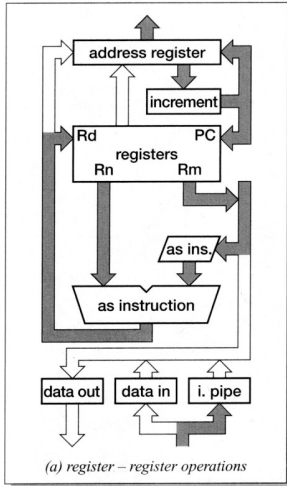 address register
increment
Rd PC
registers
Rn Rm
as ins.
as instruction
data out data in i. pipe
(a) register – register operations